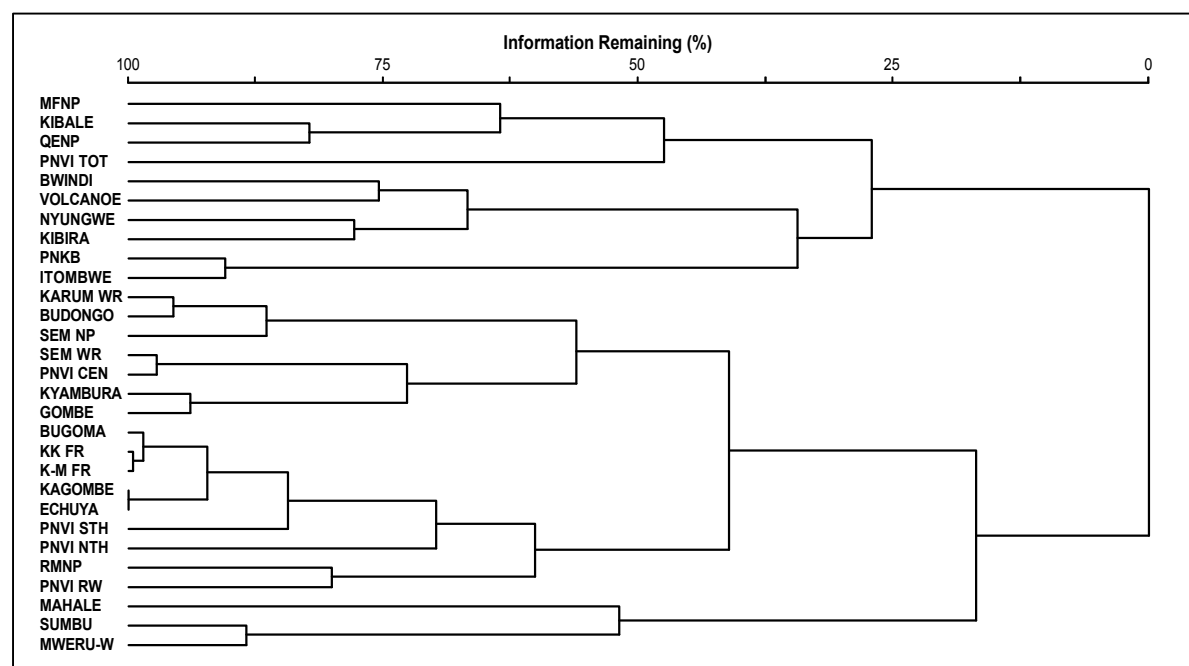 Information Remaining (%)
100 75 50 25 0
MFNP
KIBALE
QENP
PNVI TOT
BWINDI
VOLCANOE
NYUNGWE
KIBIRA
PNKB
ITOMBWE
KARUM WR
BUDONGO
SEM NP
SEM WR
PNVI CEN
KYAMBURA
GOMBE
BUGOMA
KK FR
K-M FR
KAGOMBE
ECHUYA
PNVI STH
PNVI NTH
RMNP
PNVI RW
MAHALE
SUMBU
MWERU-W